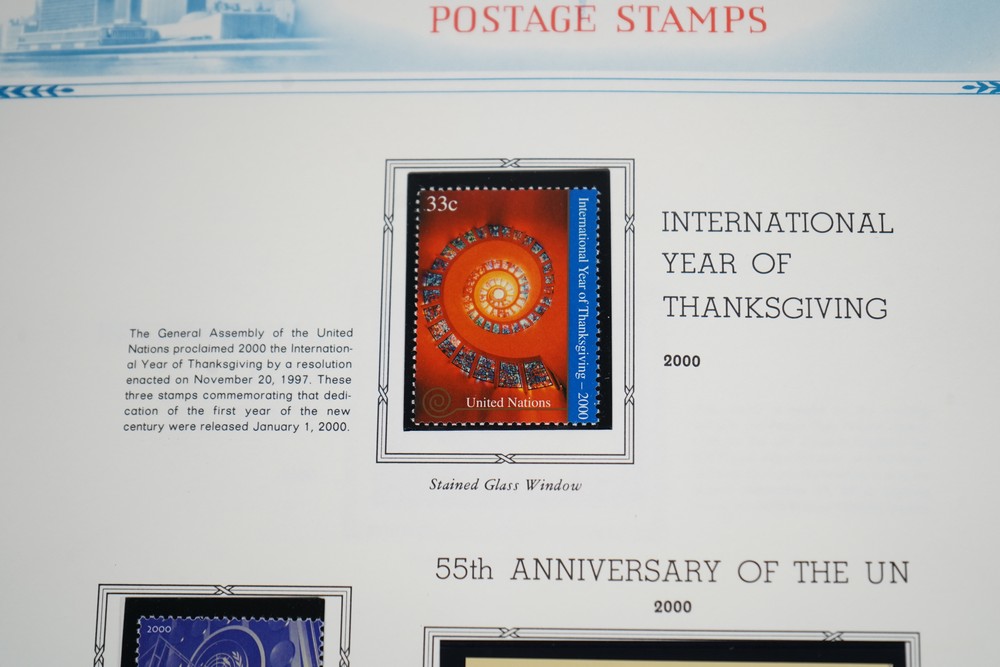 POSTAGE STAMPS
33c
International Year of Thanksgiving – 2000
United Nations
INTERNATIONAL
YEAR OF
THANKSGIVING
2000
The General Assembly of the United
Nations proclaimed 2000 the Internation-
al Year of Thanksgiving by a resolution
enacted on November 20, 1997. These
three stamps commemorating that dedi-
cation of the first year of the new
century were released January 1, 2000.
Stained Glass Window
55th ANNIVERSARY OF THE UN
2000
2000